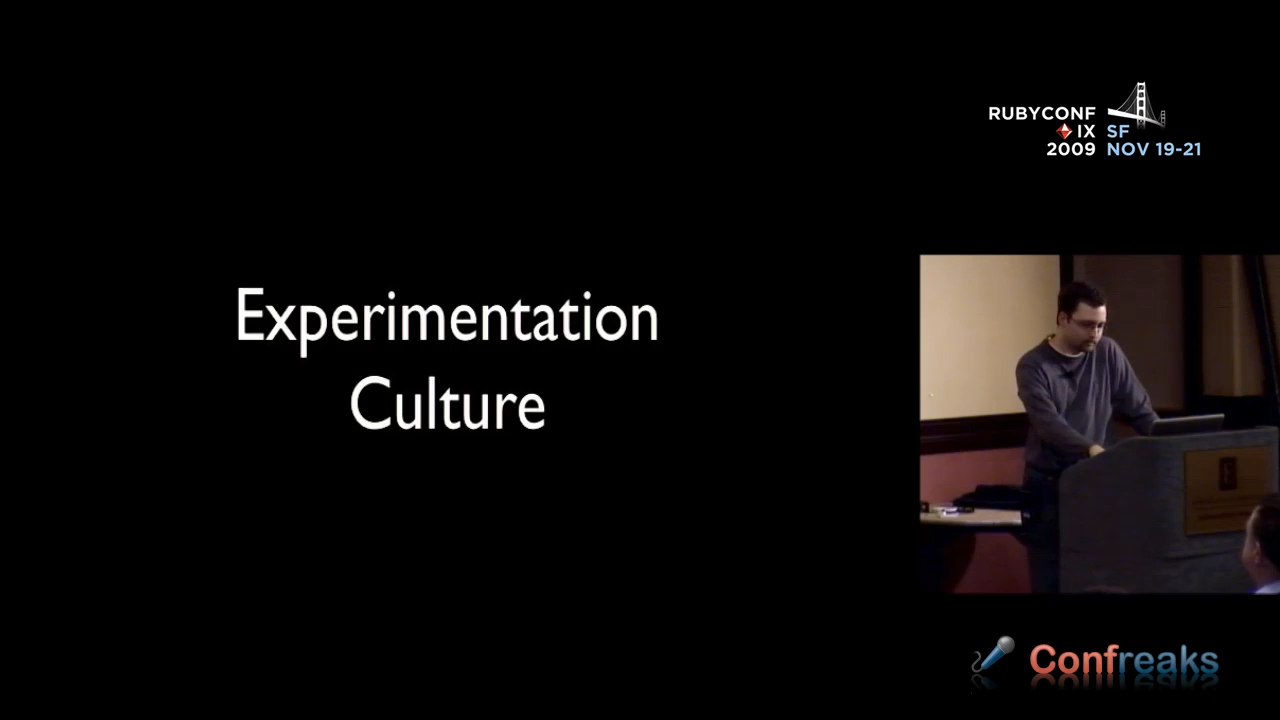 RUBYCONF
IX SF
2009 NOV 19-21
Experimentation
Culture
Confreaks